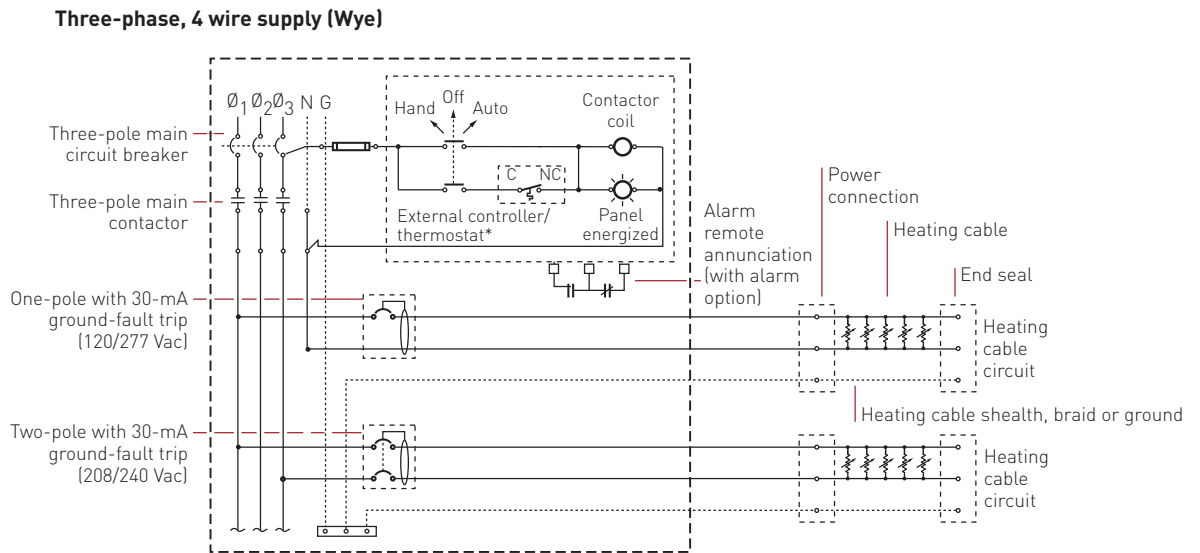 Three-phase, 4 wire supply (Wye)
Ø1 Ø2 Ø3 N G
Hand
Off
Auto
Contactor
coil
Three-pole main
circuit breaker
C NC
Three-pole main
contactor
External controller/
thermostat*
Panel
energized
Alarm
remote
annunciation
(with alarm
option)
Power
connection
Heating cable
End seal
One-pole with 30-mA
ground-fault trip
(120/277 Vac)
Heating
cable
circuit
Heating cable shealth, braid or ground
Two-pole with 30-mA
ground-fault trip
(208/240 Vac)
Heating
cable
circuit